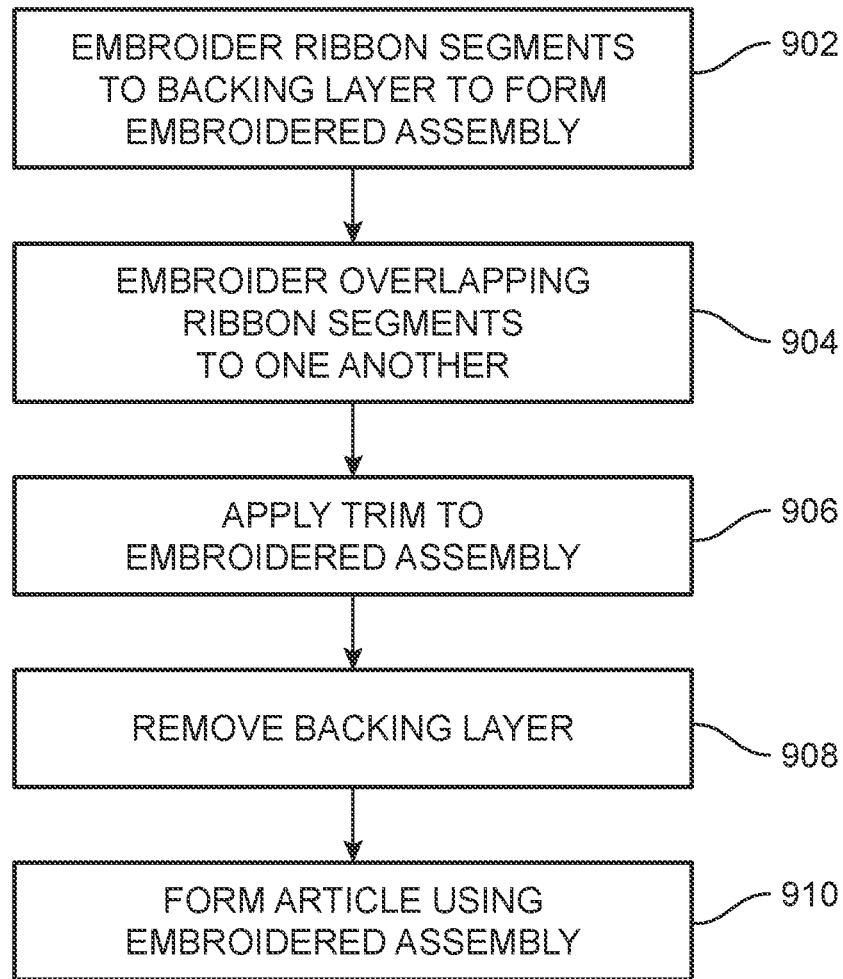 EMBROIDER RIBBON SEGMENTS
TO BACKING LAYER TO FORM
EMBROIDERED ASSEMBLY
902
EMBROIDER OVERLAPPING
RIBBON SEGMENTS
TO ONE ANOTHER
904
APPLY TRIM TO
EMBROIDERED ASSEMBLY
906
REMOVE BACKING LAYER
908
FORM ARTICLE USING
EMBROIDERED ASSEMBLY
910